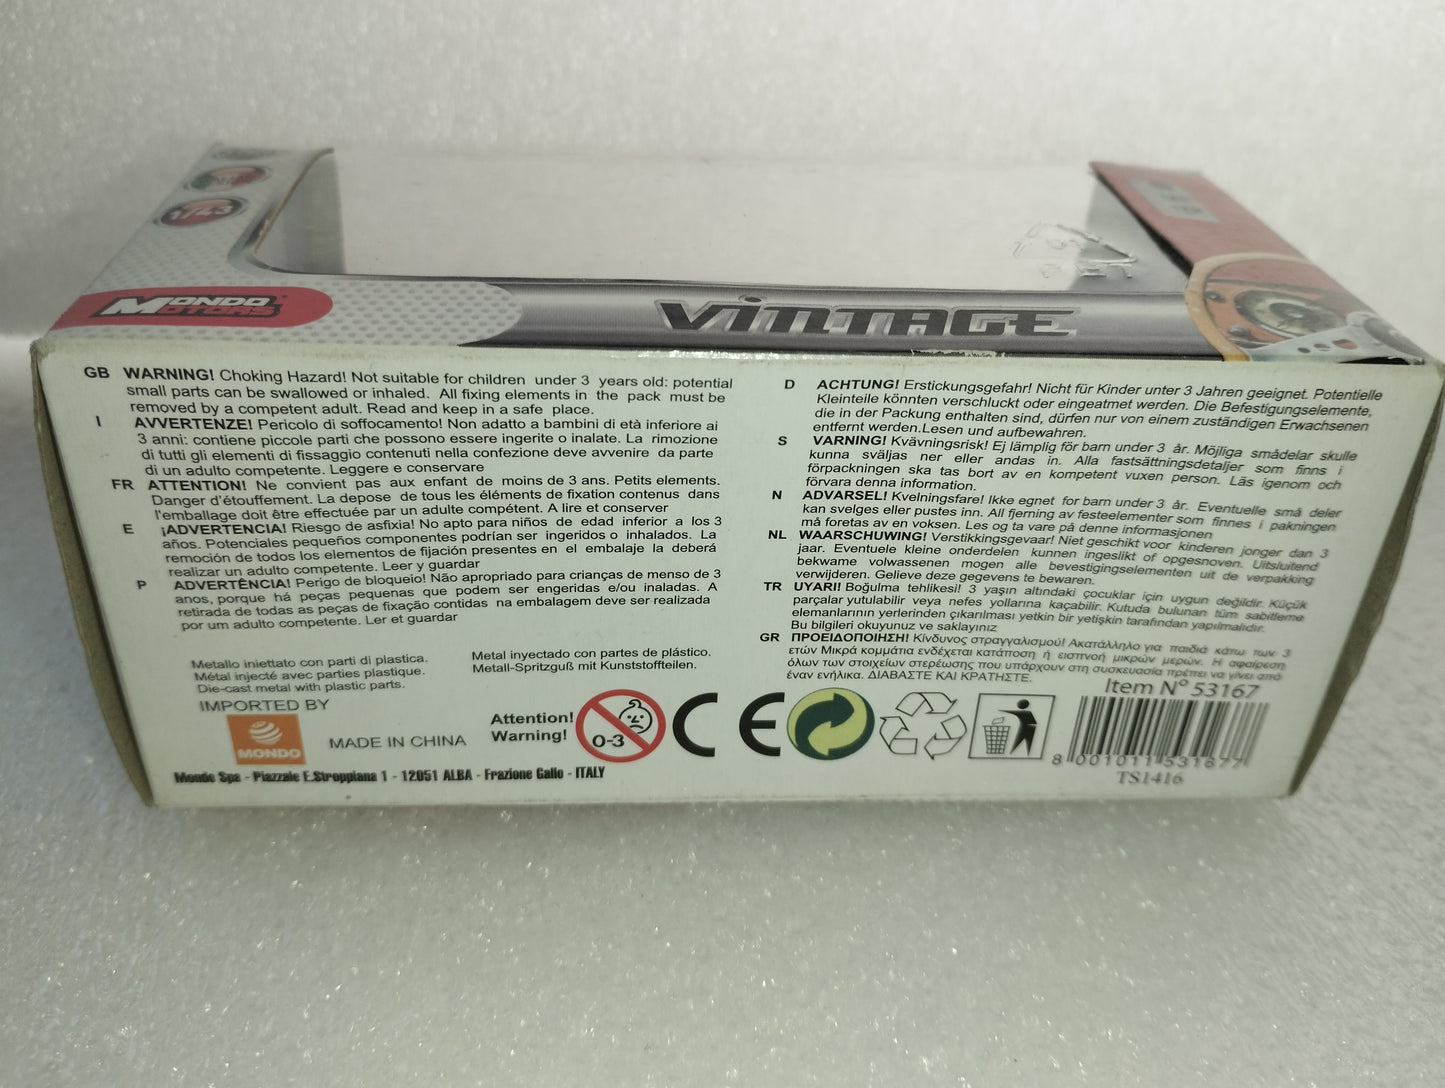 1/43
MONDO
MOTORS
VINTAGE
GB WARNING! Choking Hazard! Not suitable for children under 3 years old: potential
small parts can be swallowed or inhaled. All fixing elements in the pack must be
removed by a competent adult. Read and keep in a safe place.
I AVVERTENZE! Pericolo di soffocamento! Non adatto a bambini di età inferiore ai
3 anni: contiene piccole parti che possono essere ingerite o inalate. La rimozione
di tutti gli elementi di fissaggio contenuti nella confezione deve avvenire da parte
di un adulto competente. Leggere e conservare
FR ATTENTION! Ne convient pas aux enfant de moins de 3 ans. Petits elements.
Danger d'étouffement. La depose de tous les éléments de fixation contenus dans
l'emballage doit être effectuée par un adulte compétent. A lire et conserver
E ¡ADVERTENCIA! Riesgo de asfixia! No apto para niños de edad inferior a los 3
años. Potenciales pequeños componentes podrían ser ingeridos o inhalados. La
remoción de todos los elementos de fijación presentes en el embalaje la deberá
realizar un adulto competente. Leer y guardar
P ADVERTÊNCIA! Perigo de bloqueio! Não apropriado para crianças de menso de 3
anos, porque há peças pequenas que podem ser engeridas e/ou inaladas. A
retirada de todas as peças de fixação contidas na embalagem deve ser realizada
por um adulto competente. Ler et guardar
D ACHTUNG! Erstickungsgefahr! Nicht für Kinder unter 3 Jahren geeignet. Potentielle
Kleinteile könnten verschluckt oder eingeatmet werden. Die Befestigungselemente,
die in der Packung enthalten sind, dürfen nur von einem zuständigen Erwachsenen
entfernt werden.Lesen und aufbewahren.
S VARNING! Kvävningsrisk! Ej lämplig för barn under 3 år. Möjliga smådelar skulle
kunna sväljas ner eller andas in. Alla fastsättningsdetaljer som finns i
förpackningen ska tas bort av en kompetent vuxen person. Läs igenom och
förvara denna information.
N ADVARSEL! Kvelningsfare! Ikke egnet for barn under 3 år. Eventuelle små deler
kan svelges eller pustes inn. All fjerning av festeelementer som finnes i pakningen
må foretas av en voksen. Les og ta vare på denne informasjonen
NL WAARSCHUWING! Verstikkingsgevaar! Niet geschikt voor kinderen jonger dan 3
jaar. Eventuele kleine onderdelen kunnen ingeslikt of opgesnoven. Uitsluitend
bekwame volwassenen mogen alle bevestigingselementen uit de verpakking
verwijderen. Gelieve deze gegevens te bewaren.
TR UYARI! Boğulma tehlikesi! 3 yaşın altındaki çocuklar için uygun değildir. Küçük
parçalar yutulabilir veya nefes yollarına kaçabilir. Kutuda bulunan tüm sabitleme
elemanlarının yerlerinden çıkarılması yetkin bir yetişkin tarafından yapılmalıdır.
Bu bilgileri okuyunuz ve saklayınız
GR ΠΡΟΕΙΔΟΠΟΙΗΣΗ! Κίνδυνος στραγγαλισμού! Ακατάλληλο για παιδιά κάτω των 3
ετών Μικρά κομμάτια ενδέχεται κατάποση ή εισπνοή μικρών μερών. Η αφαίρεση
όλων των στοιχείων στερέωσης που υπάρχουν στη συσκευασία πρέπει να γίνει από
έναν ενήλικα. ΔΙΑΒΑΣΤΕ ΚΑΙ ΚΡΑΤΗΣΤΕ.
Metallo iniettato con parti di plastica.
Métal injecté avec parties plastique.
Die-cast metal with plastic parts.
Metal inyectado con partes de plástico.
Metall-Spritzguß mit Kunststoffteilen.
IMPORTED BY
MONDO
MADE IN CHINA
Attention!
Warning!
0-3
CE
Item N° 53167
8 001011 531677
TS1416
Mondo Spa - Piazzale E.Stroppiana 1 - 12051 ALBA - Frazione Gallo - ITALY